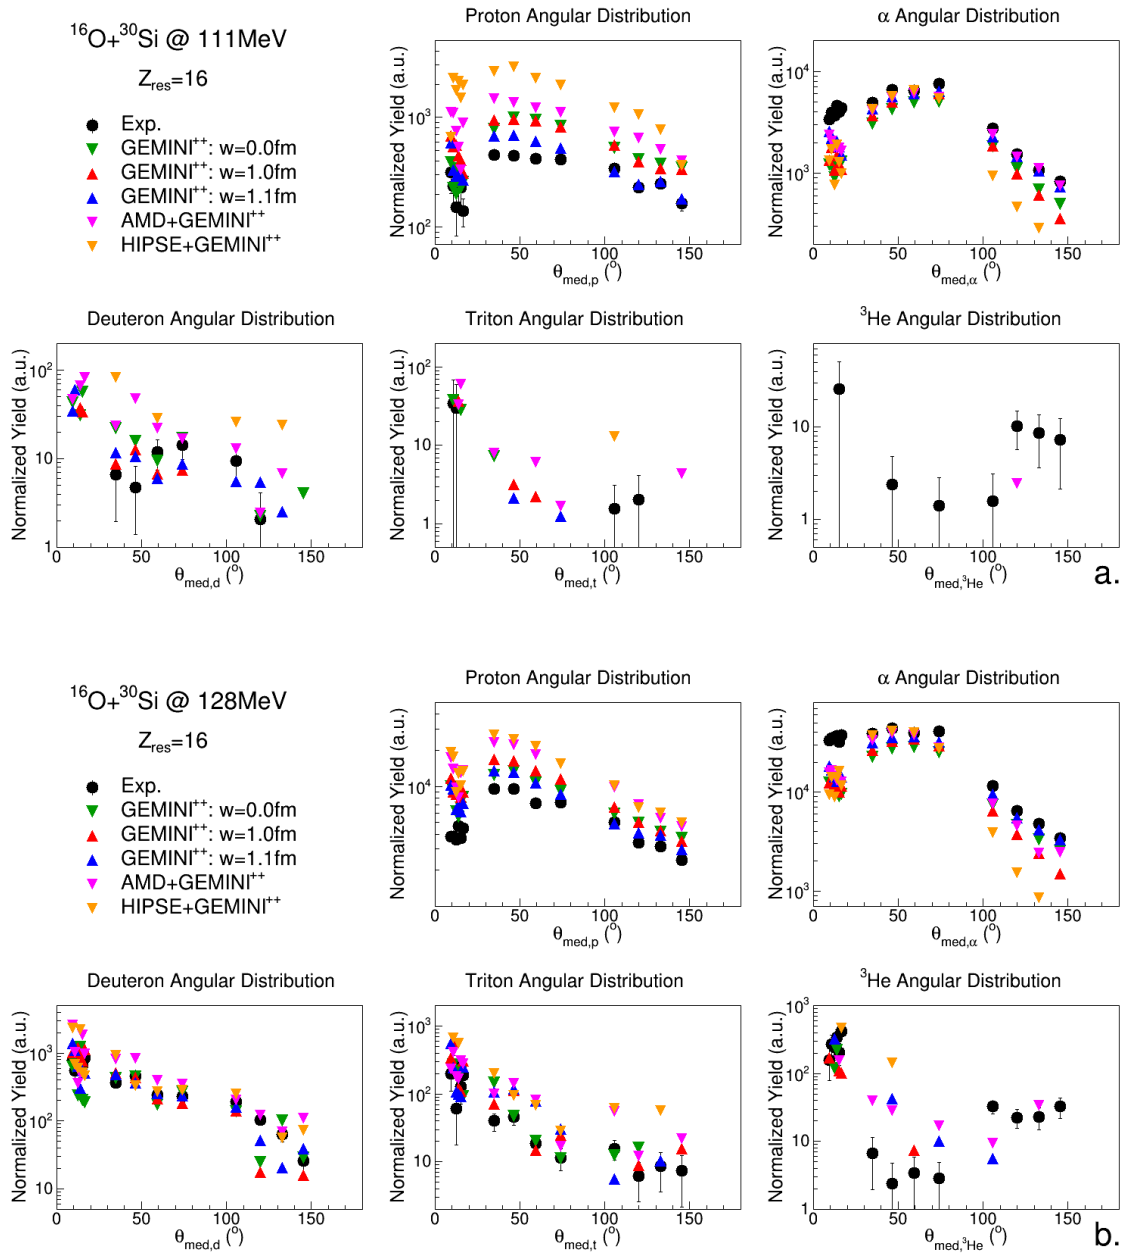 ¹⁶O+³⁰Si @ 111MeV
Z_res=16
Exp.
GEMINI⁺⁺: w=0.0fm
GEMINI⁺⁺: w=1.0fm
GEMINI⁺⁺: w=1.1fm
AMD+GEMINI⁺⁺
HIPSE+GEMINI⁺⁺
Proton Angular Distribution
Normalized Yield (a.u.)
10³
10²
0 50 100 150
θ_med,p (°)
α Angular Distribution
Normalized Yield (a.u.)
10⁴
10³
0 50 100 150
θ_med,α (°)
Deuteron Angular Distribution
Normalized Yield (a.u.)
10²
10
1
0 50 100 150
θ_med,d (°)
Triton Angular Distribution
Normalized Yield (a.u.)
10²
10
1
0 50 100 150
θ_med,t (°)
³He Angular Distribution
Normalized Yield (a.u.)
10²
10
1
0 50 100 150
θ_med,³He (°)
a.
¹⁶O+³⁰Si @ 128MeV
Z_res=16
Exp.
GEMINI⁺⁺: w=0.0fm
GEMINI⁺⁺: w=1.0fm
GEMINI⁺⁺: w=1.1fm
AMD+GEMINI⁺⁺
HIPSE+GEMINI⁺⁺
Proton Angular Distribution
Normalized Yield (a.u.)
10⁴
0 50 100 150
θ_med,p (°)
α Angular Distribution
Normalized Yield (a.u.)
10⁴
10³
0 50 100 150
θ_med,α (°)
Deuteron Angular Distribution
Normalized Yield (a.u.)
10³
10²
10
0 50 100 150
θ_med,d (°)
Triton Angular Distribution
Normalized Yield (a.u.)
10³
10²
10
0 50 100 150
θ_med,t (°)
³He Angular Distribution
Normalized Yield (a.u.)
10³
10²
10
1
0 50 100 150
θ_med,³He (°)
b.